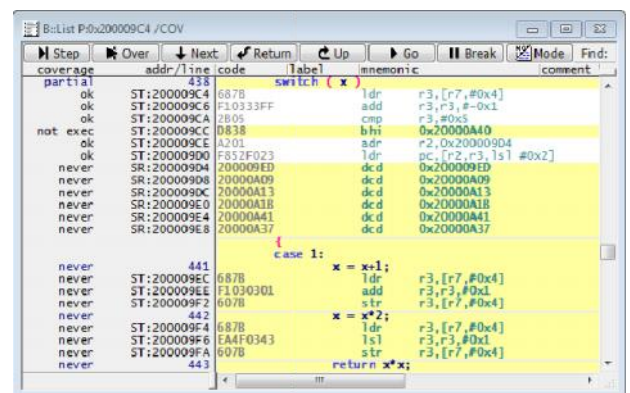 B::List P:0x200009C4 /COV
Step Over Next Return Up Go Break Mode Find:
coverage addr/line code label mnemonic comment
partial 438 switch ( x )
ok ST:200009C4 687B ldr r3,[r7,#0x4]
ok ST:200009C6 F10333FF add r3,r3,#-0x1
ok ST:200009CA 2B05 cmp r3,#0x5
not exec ST:200009CC D838 bhi 0x20000A40
ok ST:200009CE A201 adr r2,0x200009D4
ok ST:200009D0 F852F023 ldr pc,[r2,r3,lsl #0x2]
never SR:200009D4 200009ED dcd 0x200009ED
never SR:200009D8 20000A09 dcd 0x20000A09
never SR:200009DC 20000A13 dcd 0x20000A13
never SR:200009E0 20000A1B dcd 0x20000A1B
never SR:200009E4 20000A41 dcd 0x20000A41
never SR:200009E8 20000A37 dcd 0x20000A37
{
case 1:
never 441 x = x+1;
never ST:200009EC 687B ldr r3,[r7,#0x4]
never ST:200009EE F1030301 add r3,r3,#0x1
never ST:200009F2 607B str r3,[r7,#0x4]
never 442 x = x*2;
never ST:200009F4 687B ldr r3,[r7,#0x4]
never ST:200009F6 EA4F0343 lsl r3,r3,#0x1
never ST:200009FA 607B str r3,[r7,#0x4]
never 443 return x*x;